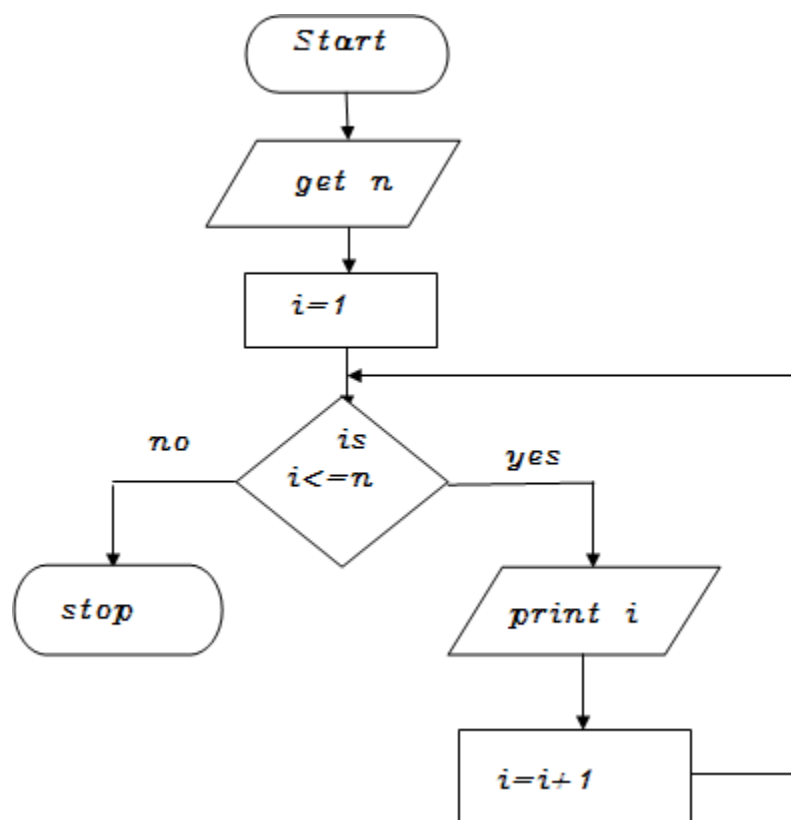 Start
get n
i=1
is
i<=n
no
yes
stop
print i
i=i+1